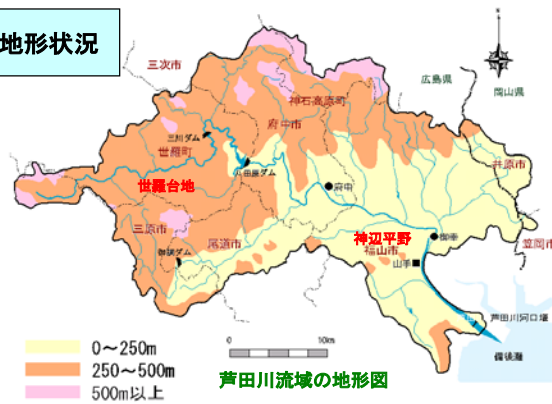 地形状況
三次市
広島県
岡山県
神石高原町
府中市
三川ダム
世羅町
八田原ダム
井原市
世羅台地
府中
三原市
尾道市
神辺平野
御幸
笠岡市
福山市
御調ダム
山手
芦田川河口堰
0 10km
備後灘
0～250m
250～500m
500m以上
芦田川流域の地形図